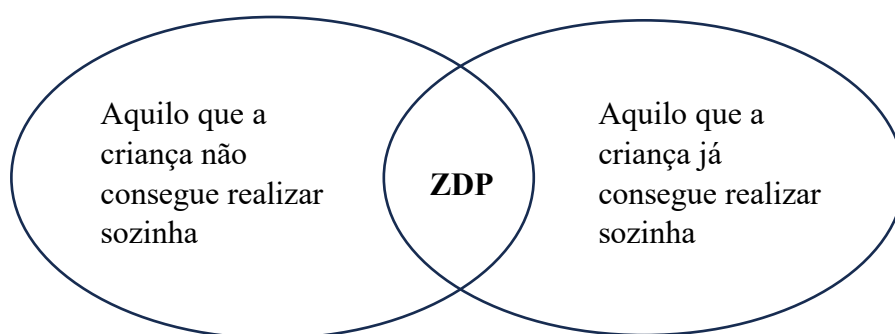 Aquilo que a
criança não
consegue realizar
sozinha
ZDP
Aquilo que a
criança já
consegue realizar
sozinha